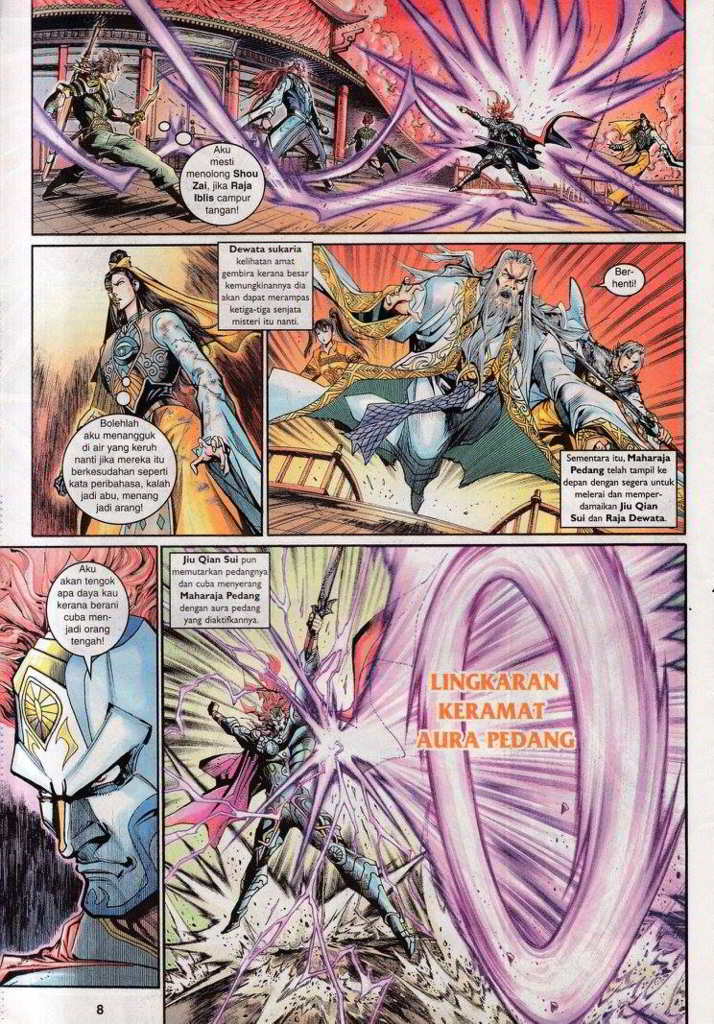 Aku
mesti
menolong Shou
Zai, jika Raja
Iblis campur
tangan!
Dewata sukaria
kelihatan amat
gembira kerana besar
kemungkinannya dia
akan dapat merampas
ketiga-tiga senjata
misteri itu nanti.
Bolehlah
aku menangguk
di air yang keruh
nanti jika mereka itu
berkesudahan seperti
kata peribahasa, kalah
jadi abu, menang
jadi arang!
Ber-
henti!
Sementara itu, Maharaja
Pedang telah tampil ke
depan dengan segera untuk
melerai dan memper-
damaikan Jiu Qian
Sui dan Raja Dewata.
Aku
akan tengok
apa daya kau
kerana berani
cuba men-
jadi orang
tengah!
Jiu Qian Sui pun
memutarkan pedangnya
dan cuba menyerang
Maharaja Pedang
dengan aura pedang
yang diaktifkannya.
LINGKARAN
KERAMAT
AURA PEDANG
8